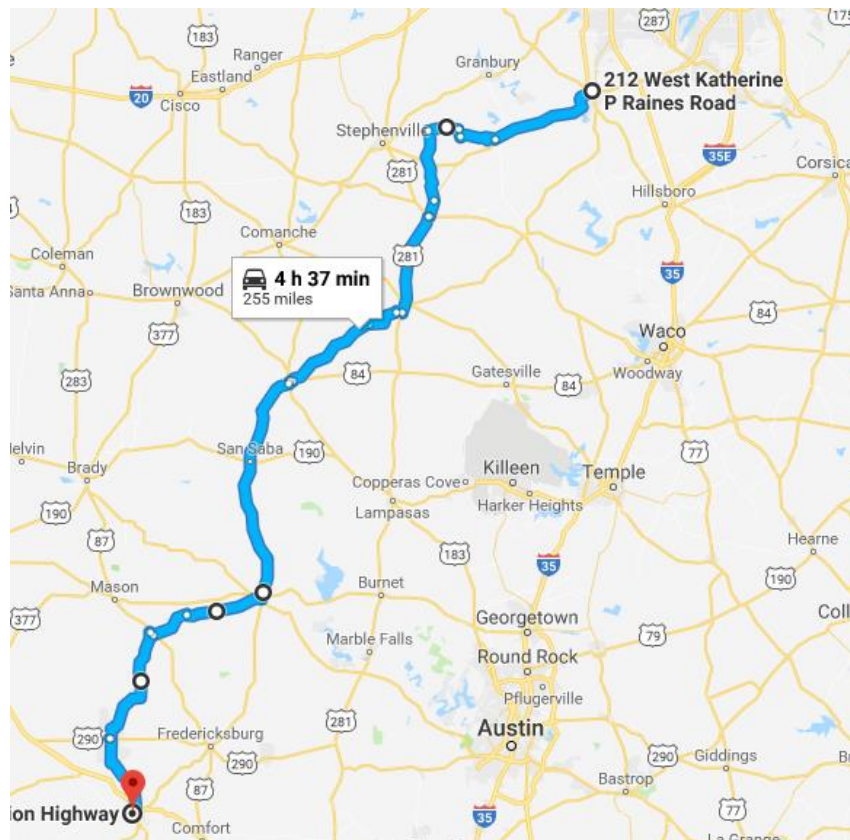 183
287
175
Ranger
Granbury
Eastland
20
Cisco
212 West Katherine
P Raines Road
Stephenville
35E
281
Corsica
183
Hillsboro
Comanche
Coleman
281
35
4 h 37 min
255 miles
Santa Anna
Brownwood
84
377
Waco
Woodway
283
84
Gatesville
84
77
San Saba
190
elvin
Brady
Copperas Cove
Killeen
Temple
Harker Heights
Lampasas
190
87
183
35
Hearne
190
Mason
Burnet
377
Georgetown
Coll
Marble Falls
79
Round Rock
Pflugerville
281
Fredericksburg
290
Austin
290
290
Giddings
87
Bastrop
ion Highway
35
77
Comfort
La Grange